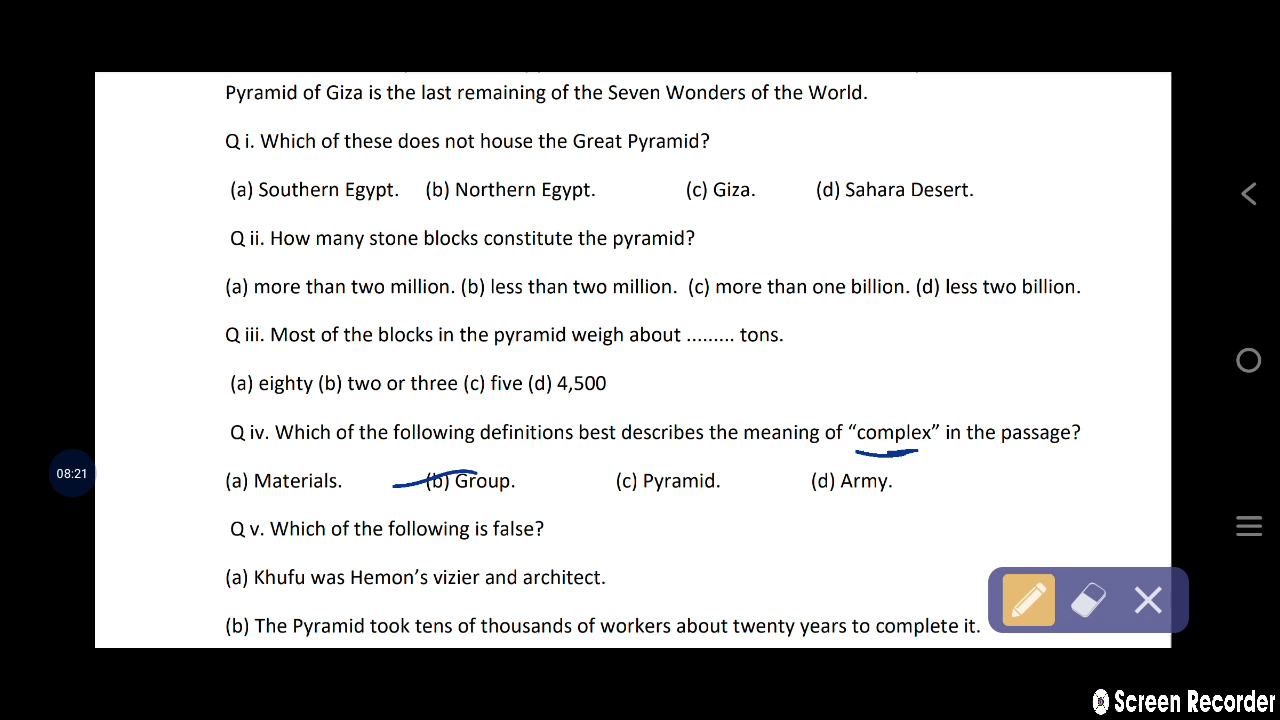 Pyramid of Giza is the last remaining of the Seven Wonders of the World.
Q i. Which of these does not house the Great Pyramid?
(a) Southern Egypt. (b) Northern Egypt. (c) Giza. (d) Sahara Desert.
Q ii. How many stone blocks constitute the pyramid?
(a) more than two million. (b) less than two million. (c) more than one billion. (d) less two billion.
Q iii. Most of the blocks in the pyramid weigh about ......... tons.
(a) eighty (b) two or three (c) five (d) 4,500
Q iv. Which of the following definitions best describes the meaning of “complex” in the passage?
08:21
(a) Materials. (b) Group. (c) Pyramid. (d) Army.
Q v. Which of the following is false?
(a) Khufu was Hemon’s vizier and architect.
(b) The Pyramid took tens of thousands of workers about twenty years to complete it.
Screen Recorder